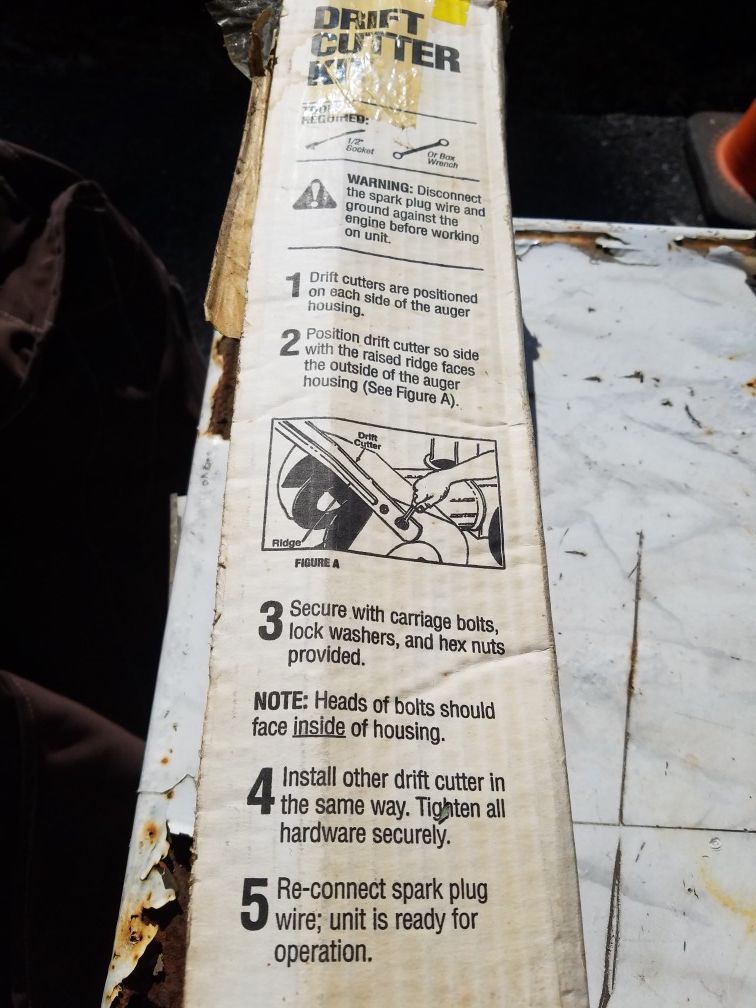 DRIFT
CUTTER
KIT
TOOLS
REQUIRED:
1/2"
Socket
Or Box
Wrench
WARNING: Disconnect
the spark plug wire and
ground against the
engine before working
on unit.
1 Drift cutters are positioned
on each side of the auger
housing.
2 Position drift cutter so side
with the raised ridge faces
the outside of the auger
housing (See Figure A).
Drift
Cutter
Ridge
FIGURE A
3 Secure with carriage bolts,
lock washers, and hex nuts
provided.
NOTE: Heads of bolts should
face inside of housing.
4 Install other drift cutter in
the same way. Tighten all
hardware securely.
5 Re-connect spark plug
wire; unit is ready for
operation.